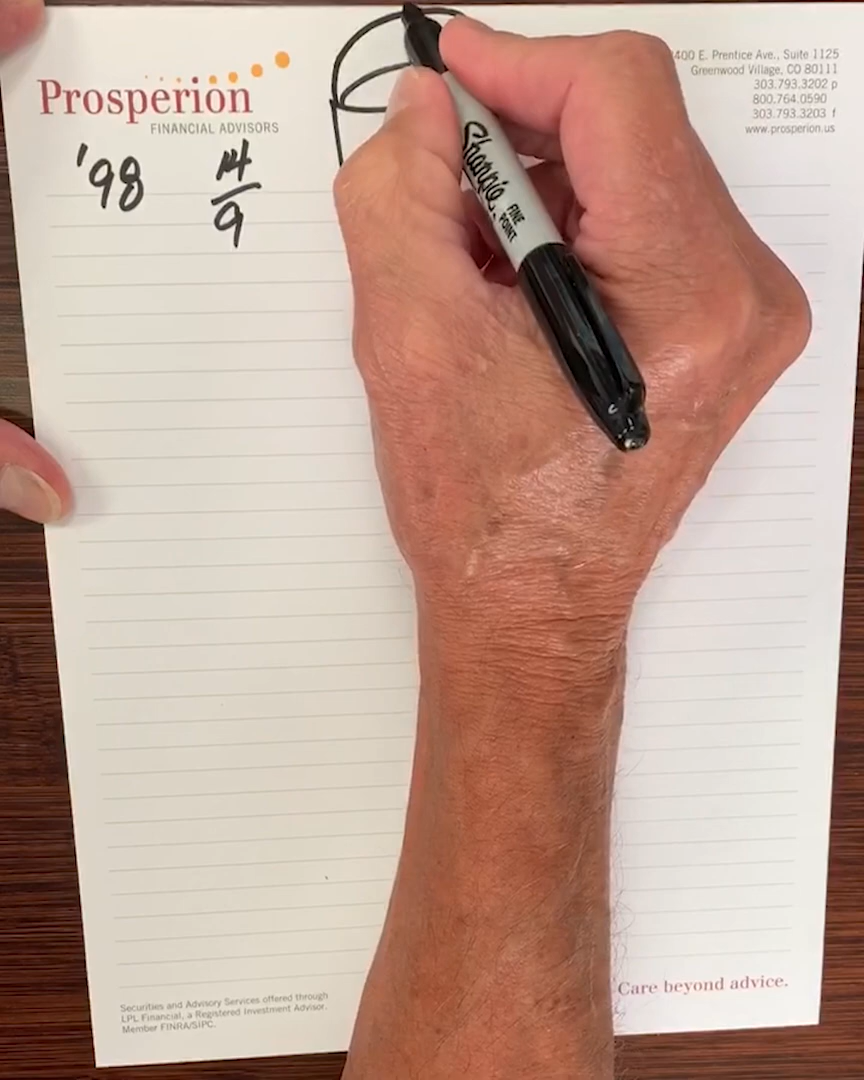 Prosperion
FINANCIAL ADVISORS
400 E. Prentice Ave., Suite 1125
Greenwood Village, CO 80111
303.793.3202 p
800.764.0590
303.793.3203 f
www.prosperion.us
'98
14
9
Sharpie
FINE
POINT
Care beyond advice.
Securities and Advisory Services offered through
LPL Financial, a Registered Investment Advisor.
Member FINRA/SIPC.